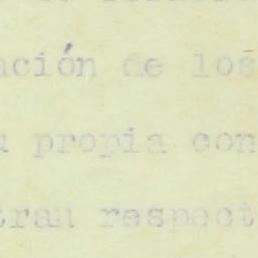 ación de los
u propia con
tran respect